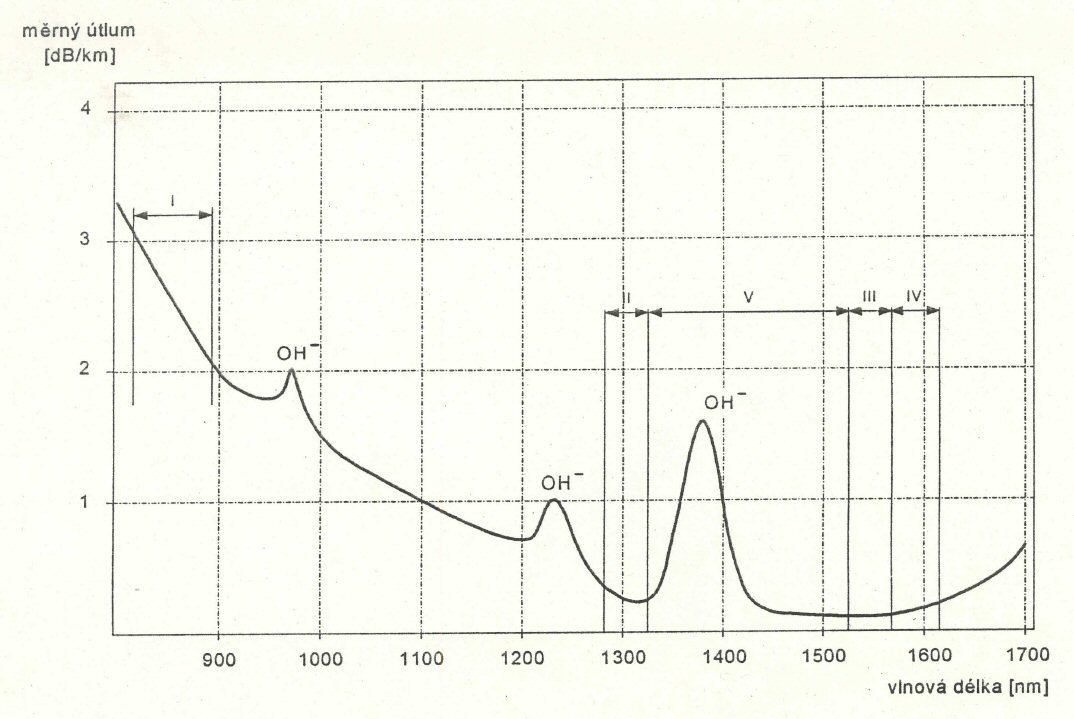 měrný útlum
[dB/km]
4
3
2
1
I
II
V
III
IV
OH⁻
OH⁻
OH⁻
900 1000 1100 1200 1300 1400 1500 1600 1700
vlnová délka [nm]